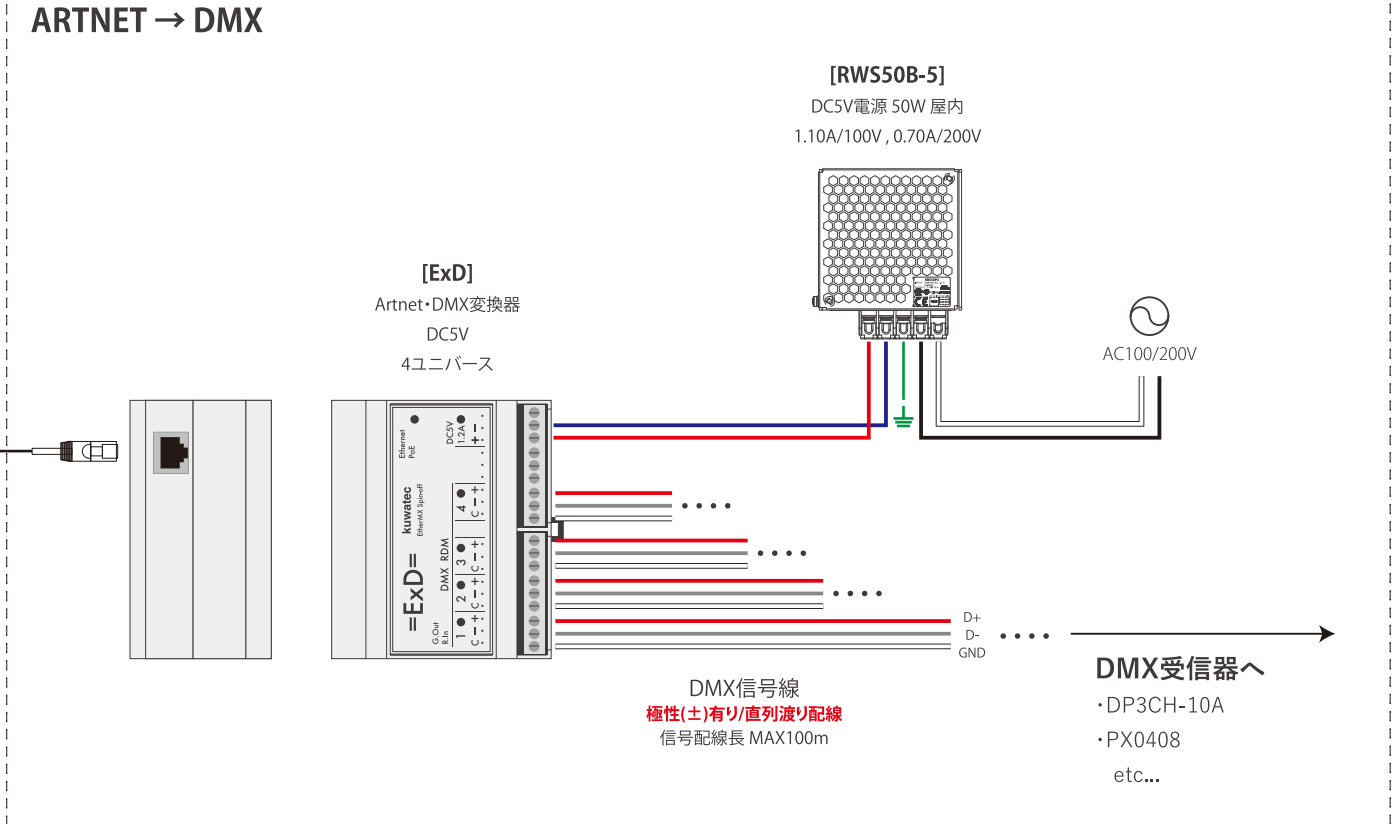 ARTNET → DMX
[RWS50B-5]
DC5V電源 50W 屋内
1.10A/100V , 0.70A/200V
[ExD]
Artnet・DMX変換器
DC5V
4ユニバース
AC100/200V
Ethernet
PoE
DC5V
1.2A
+ −
kuwatec
EtherMX Spin-off
=ExD=
DMX RDM
G.Out
R.In
4
C − +
3
C − +
2
C − +
1
C − +
D+
D-
GND
DMX信号線
極性(±)有り/直列渡り配線
信号配線長 MAX100m
DMX受信器へ
・DP3CH-10A
・PX0408
etc...